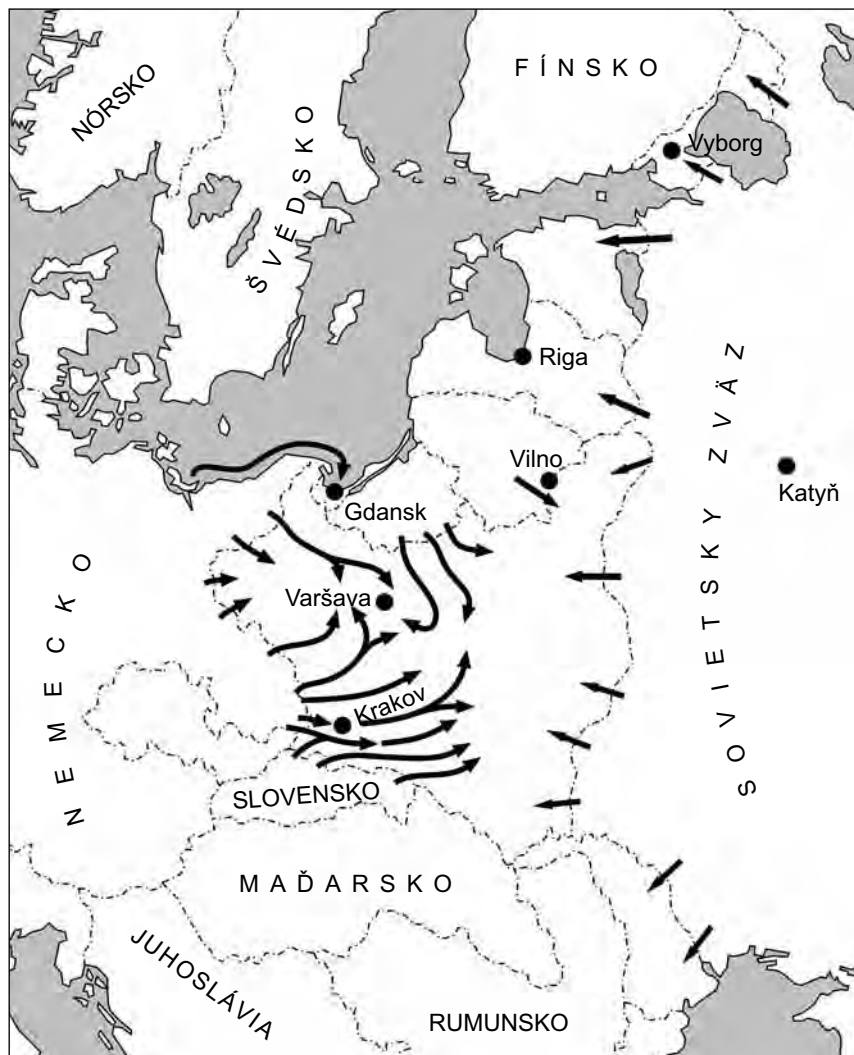 FÍNSKO
NÓRSKO
Vyborg
ŠVÉDSKO
Riga
SOVIETSKY ZVÄZ
Vilno
Katyň
Gdansk
NEMECKO
Varšava
Krakov
SLOVENSKO
MAĎARSKO
JUHOSLÁVIA
RUMUNSKO